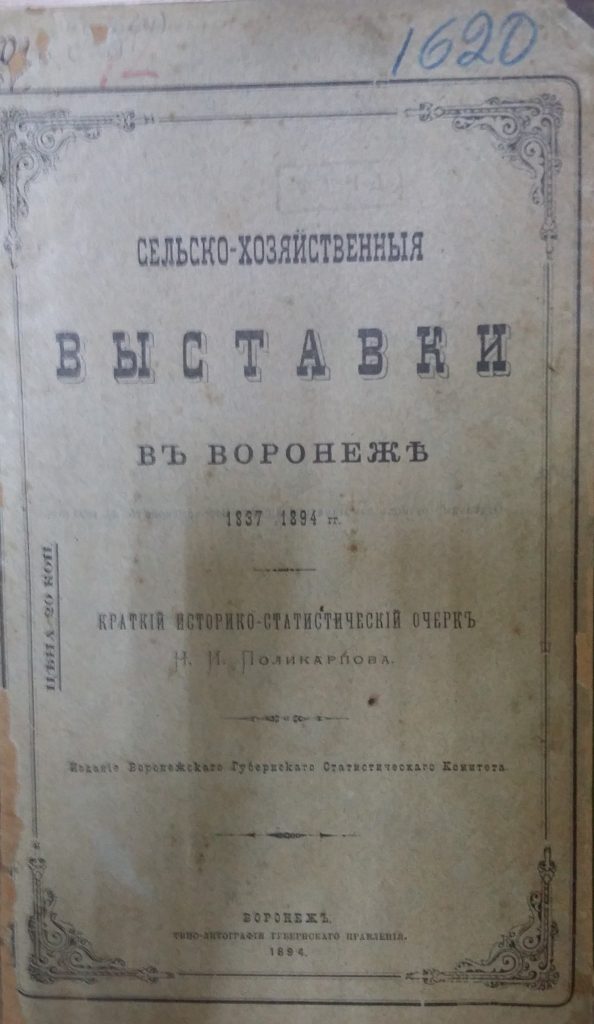 1620
СЕЛЬСКО-ХОЗЯЙСТВЕННЫЯ
ВЫСТАВКИ
ВЪ ВОРОНЕЖѢ
1837 1894 гг.
КРАТКІЙ ИСТОРИКО-СТАТИСТИЧЕСКІЙ ОЧЕРКЪ
Н. И. Поликарпова.
ЦѢНА 20 КОП
Изданіе Воронежскаго Губернскаго Статистическаго Комитета
ВОРОНЕЖЪ,
ТИПО-ЛИТОГРАФІЯ ГУБЕРНСКАГО ПРАВЛЕНІЯ.
1894.